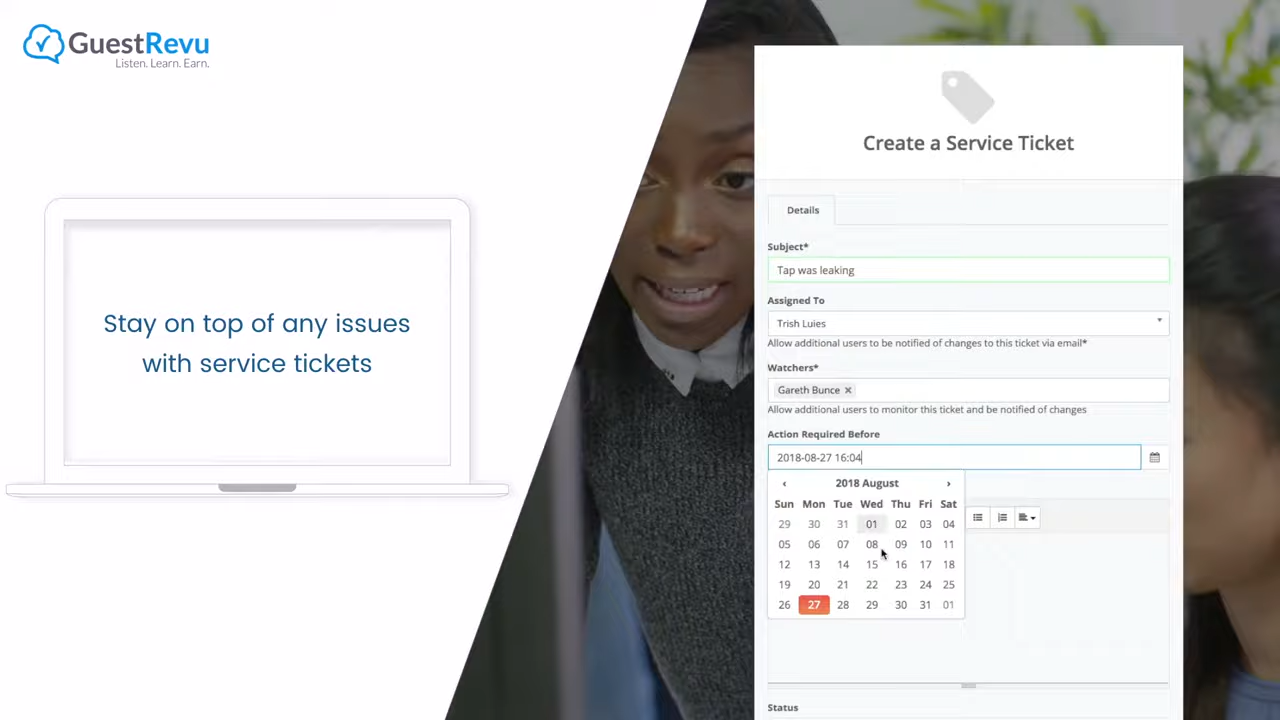 GuestRevu
Listen. Learn. Earn.
Stay on top of any issues
with service tickets
Create a Service Ticket
Details
Subject*
Tap was leaking
Assigned To
Trish Luies
Allow additional users to be notified of changes to this ticket via email*
Watchers*
Gareth Bunce ×
Allow additional users to monitor this ticket and be notified of changes
Action Required Before
2018-08-27 16:04
‹ 2018 August ›
Sun Mon Tue Wed Thu Fri Sat
29 30 31 01 02 03 04
05 06 07 08 09 10 11
12 13 14 15 16 17 18
19 20 21 22 23 24 25
26 27 28 29 30 31 01
Status